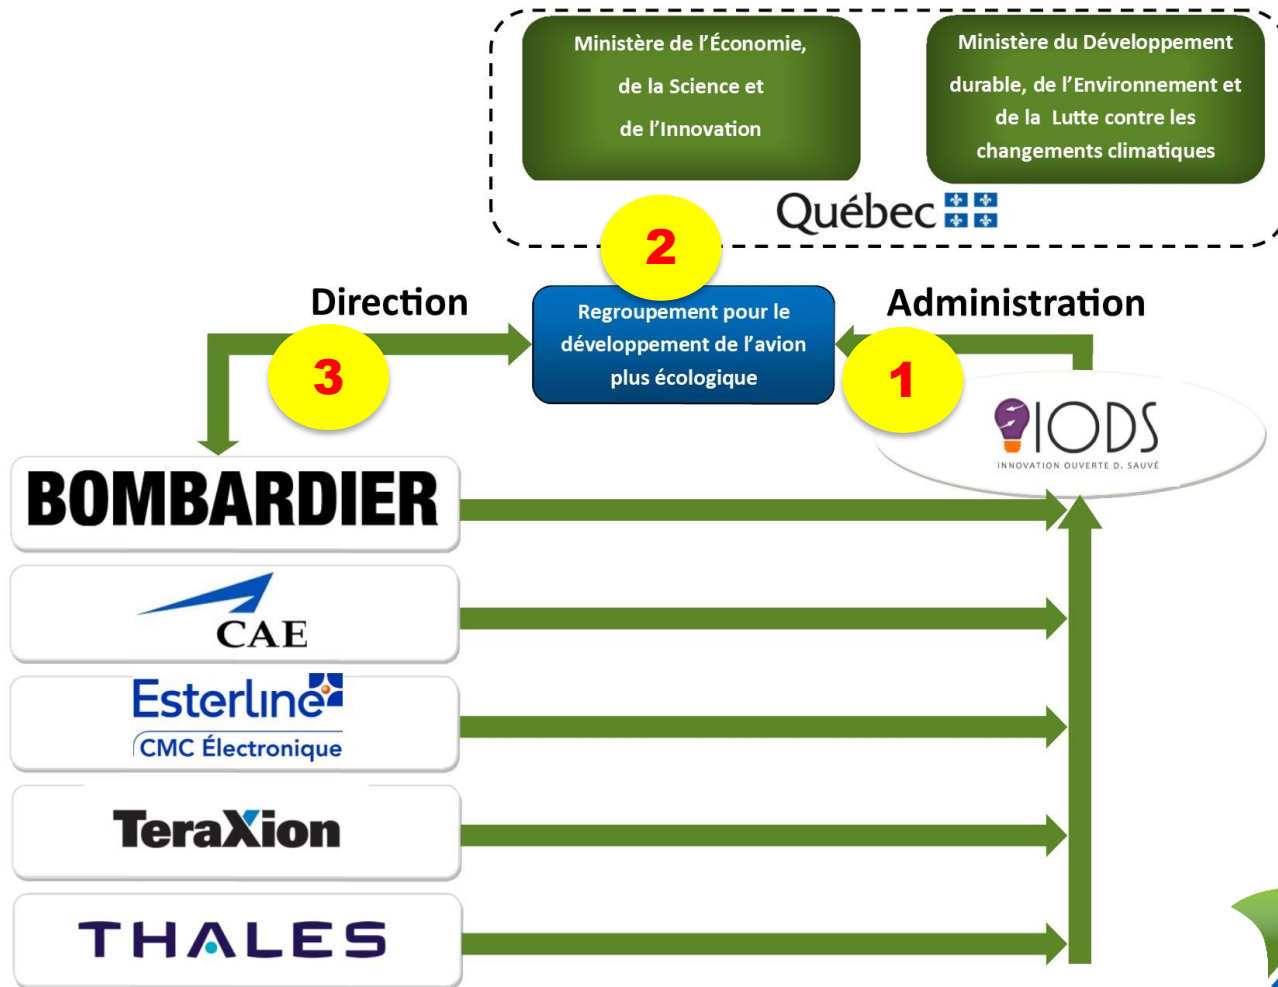 Ministère de l’Économie,
de la Science et
de l’Innovation
Ministère du Développement
durable, de l’Environnement et
de la Lutte contre les
changements climatiques
Québec
2
Direction
Regroupement pour le
développement de l’avion
plus écologique
Administration
3
1
IODS
INNOVATION OUVERTE D. SAUVÉ
BOMBARDIER
CAE
Esterline
CMC Électronique
TeraXion
THALES